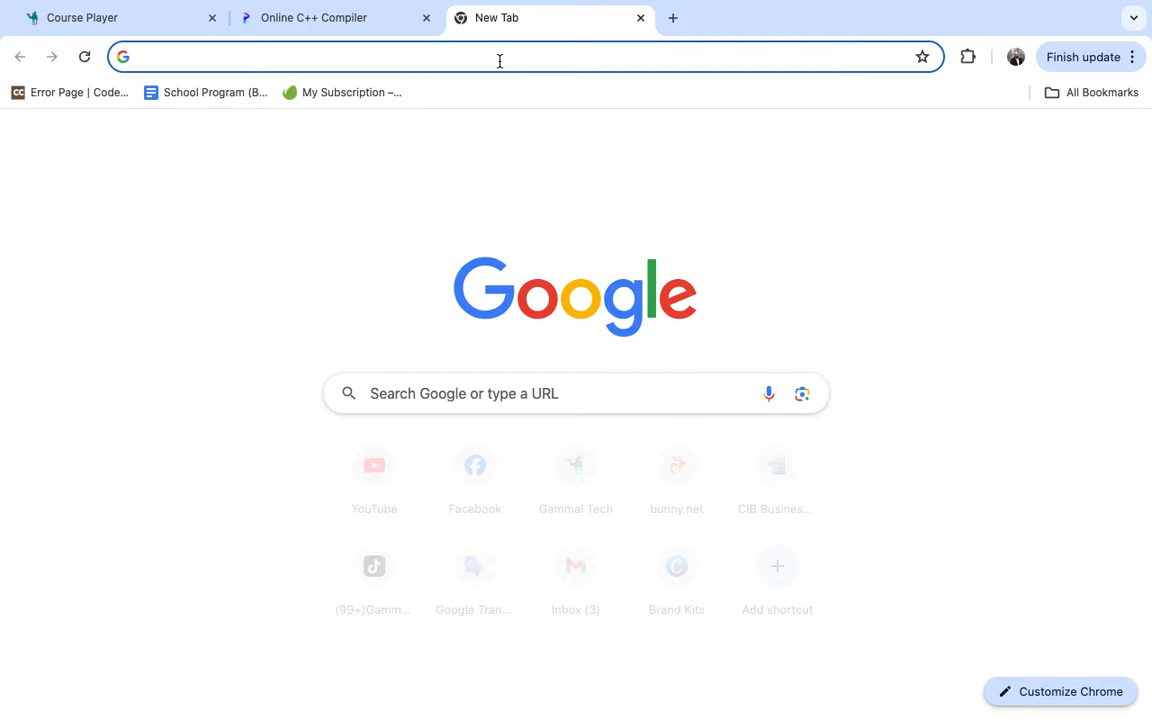 Course Player
Online C++ Compiler
New Tab
Finish update
Error Page | Code...
School Program (B...
My Subscription –...
All Bookmarks
Google
Search Google or type a URL
YouTube
Facebook
Gammal Tech
bunny.net
CIB Busines...
(99+)Gamm...
Google Tran...
Inbox (3)
Brand Kits
Add shortcut
Customize Chrome